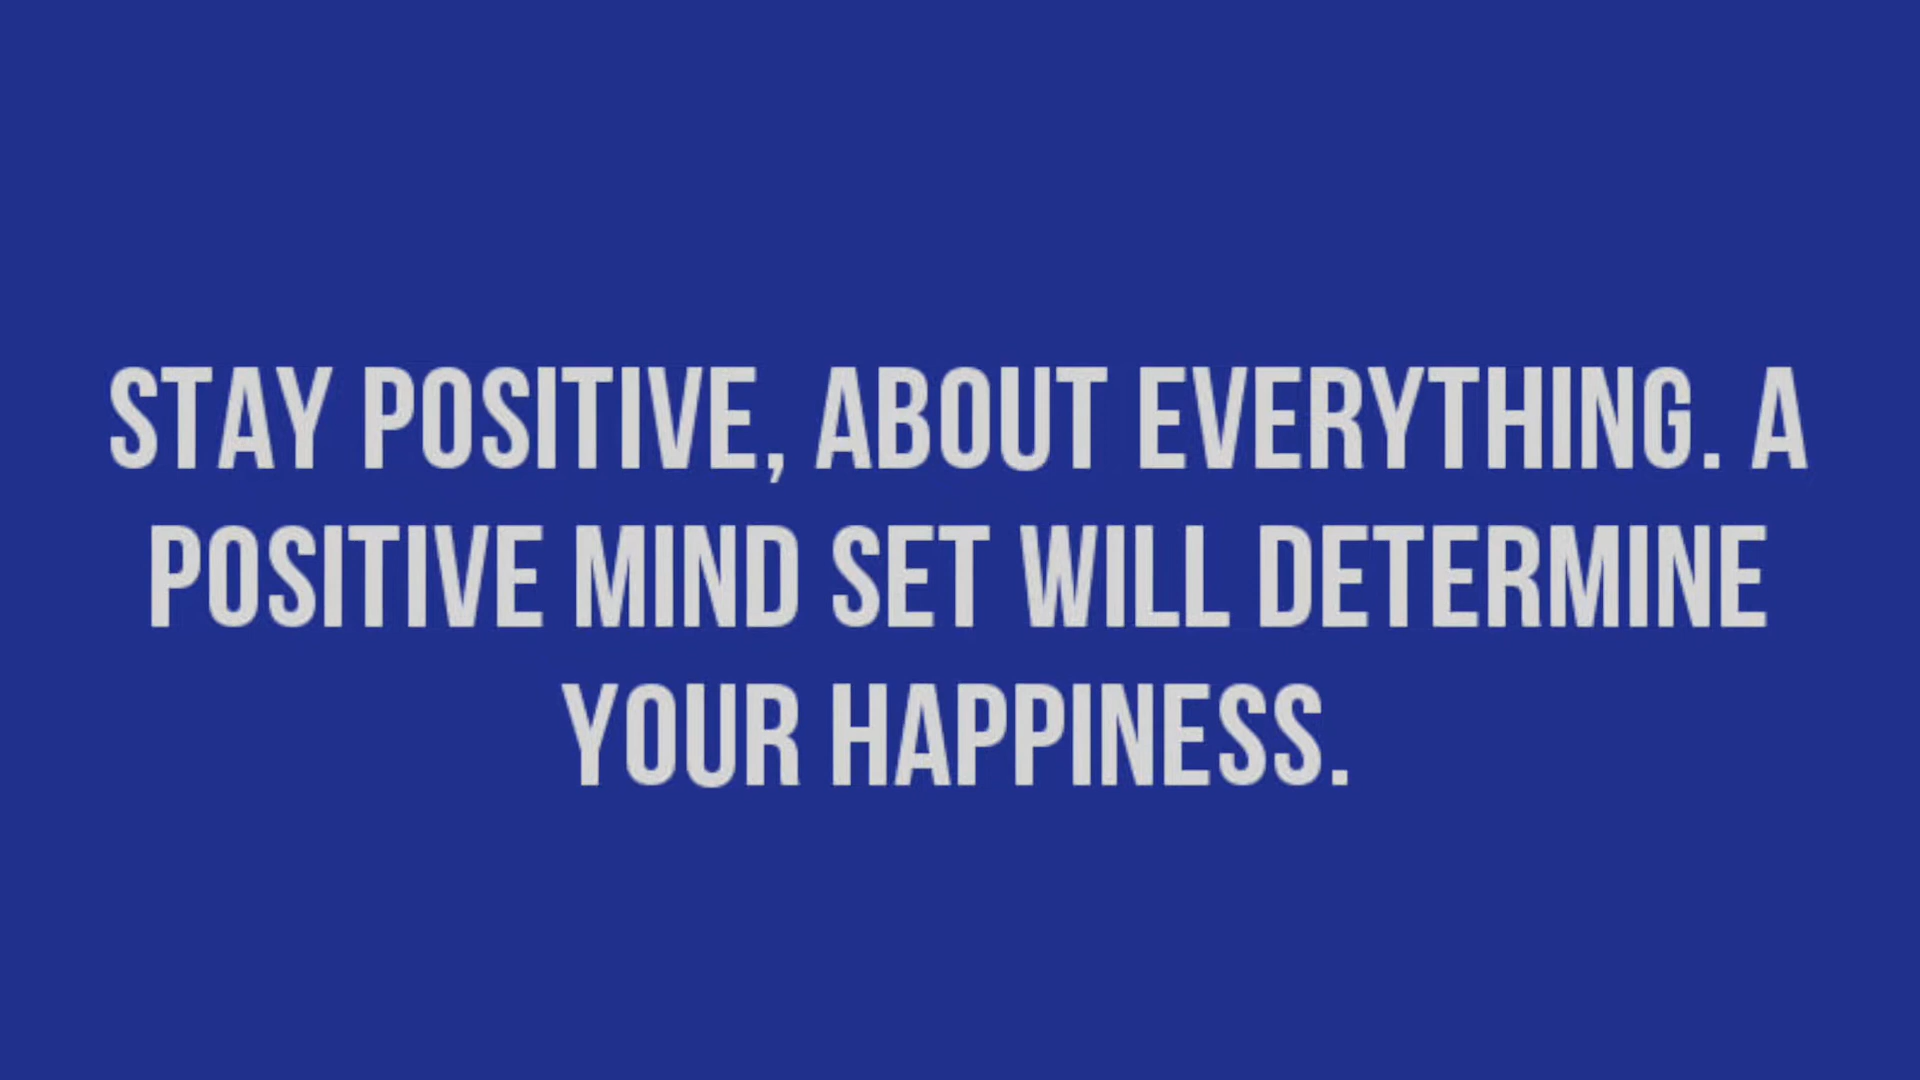 STAY POSITIVE, ABOUT EVERYTHING. A
POSITIVE MIND SET WILL DETERMINE
YOUR HAPPINESS.